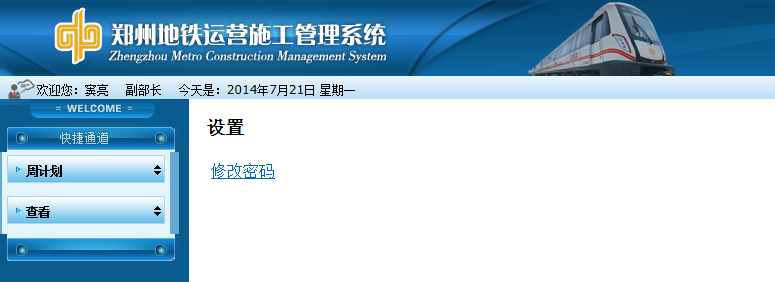 郑州地铁运营施工管理系统
Zhengzhou Metro Construction Management System
欢迎您：窦亮 副部长 今天是：2014年7月21日 星期一
= WELCOME =
快捷通道
周计划
查看
设置
修改密码